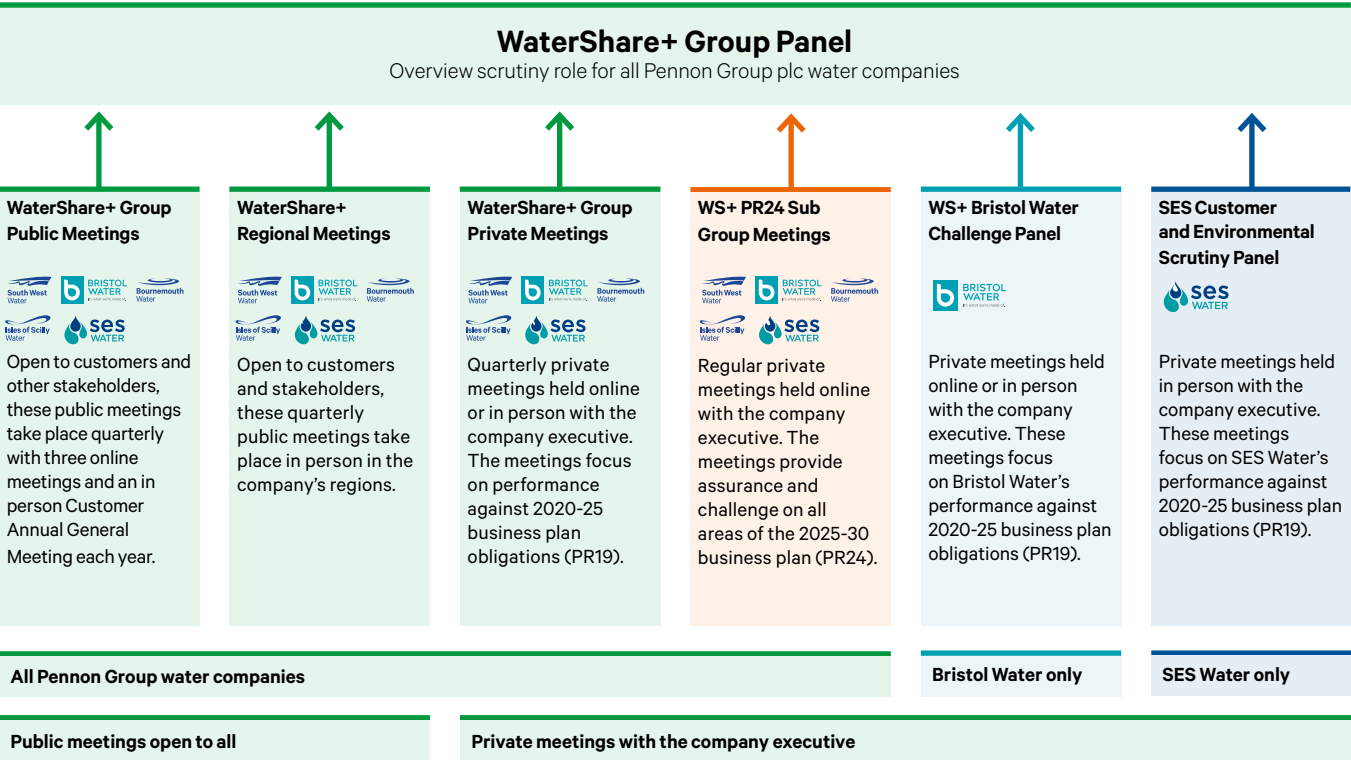 WaterShare+ Group Panel
Overview scrutiny role for all Pennon Group plc water companies
WaterShare+ Group
Public Meetings
South West
Water
BRISTOL
WATER
Bournemouth
Water
Isles of Scilly
Water
ses
WATER
Open to customers and
other stakeholders,
these public meetings
take place quarterly
with three online
meetings and an in
person Customer
Annual General
Meeting each year.
WaterShare+
Regional Meetings
South West
Water
BRISTOL
WATER
Bournemouth
Water
Isles of Scilly
Water
ses
WATER
Open to customers
and stakeholders,
these quarterly
public meetings take
place in person in the
company's regions.
WaterShare+ Group
Private Meetings
South West
Water
BRISTOL
WATER
Bournemouth
Water
Isles of Scilly
Water
ses
WATER
Quarterly private
meetings held online
or in person with the
company executive.
The meetings focus
on performance
against 2020-25
business plan
obligations (PR19).
WS+ PR24 Sub
Group Meetings
South West
Water
BRISTOL
WATER
Bournemouth
Water
Isles of Scilly
Water
ses
WATER
Regular private
meetings held online
with the company
executive. The
meetings provide
assurance and
challenge on all
areas of the 2025-30
business plan (PR24).
WS+ Bristol Water
Challenge Panel
BRISTOL
WATER
Private meetings held
online or in person
with the company
executive. These
meetings focus
on Bristol Water's
performance against
2020-25 business plan
obligations (PR19).
SES Customer
and Environmental
Scrutiny Panel
ses
WATER
Private meetings held
in person with the
company executive.
These meetings
focus on SES Water's
performance against
2020-25 business plan
obligations (PR19).
All Pennon Group water companies
Bristol Water only
SES Water only
Public meetings open to all
Private meetings with the company executive